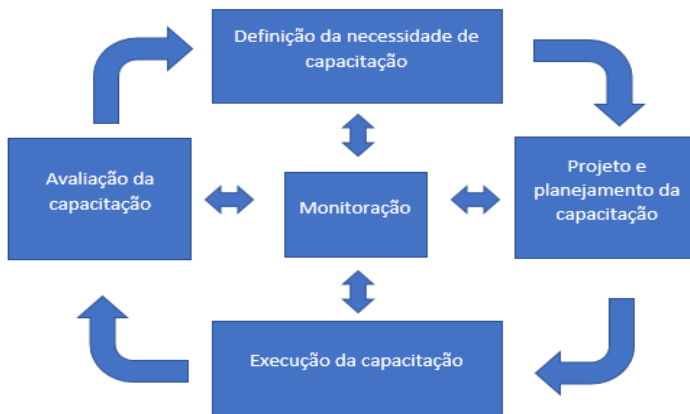 Definição da necessidade de
capacitação
Avaliação da
capacitação
Monitoração
Projeto e
planejamento da
capacitação
Execução da capacitação